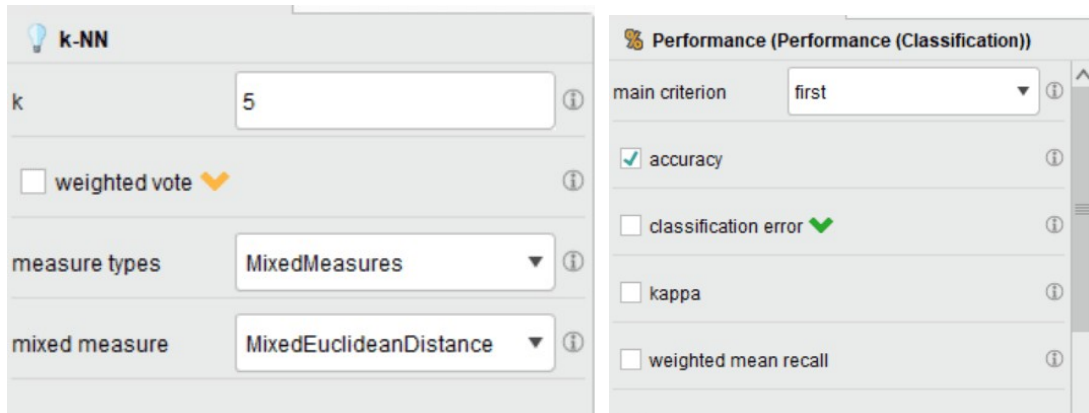 k-NN
k 5
weighted vote
measure types MixedMeasures
mixed measure MixedEuclideanDistance
Performance (Performance (Classification))
main criterion first
accuracy
classification error
kappa
weighted mean recall